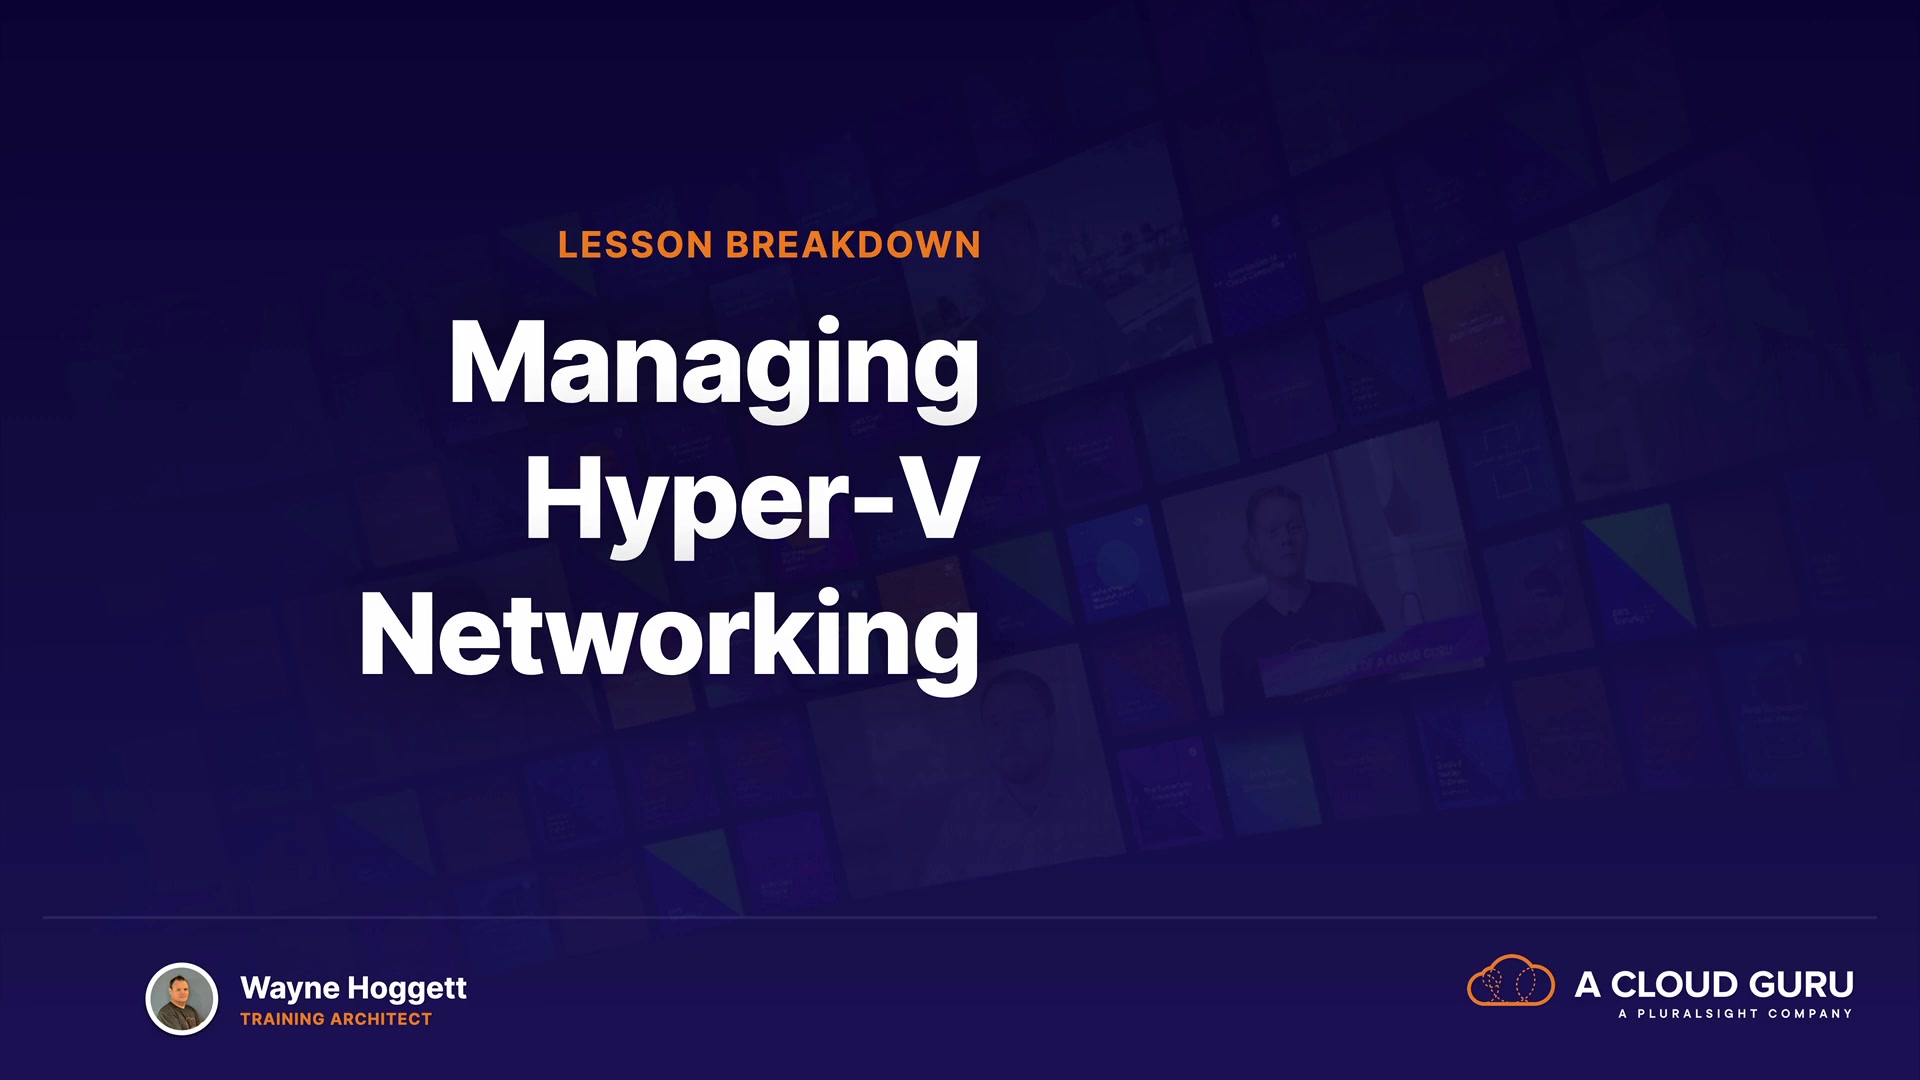 LESSON BREAKDOWN
Managing
Hyper-V
Networking
Wayne Hoggett
TRAINING ARCHITECT
A CLOUD GURU
A PLURALSIGHT COMPANY